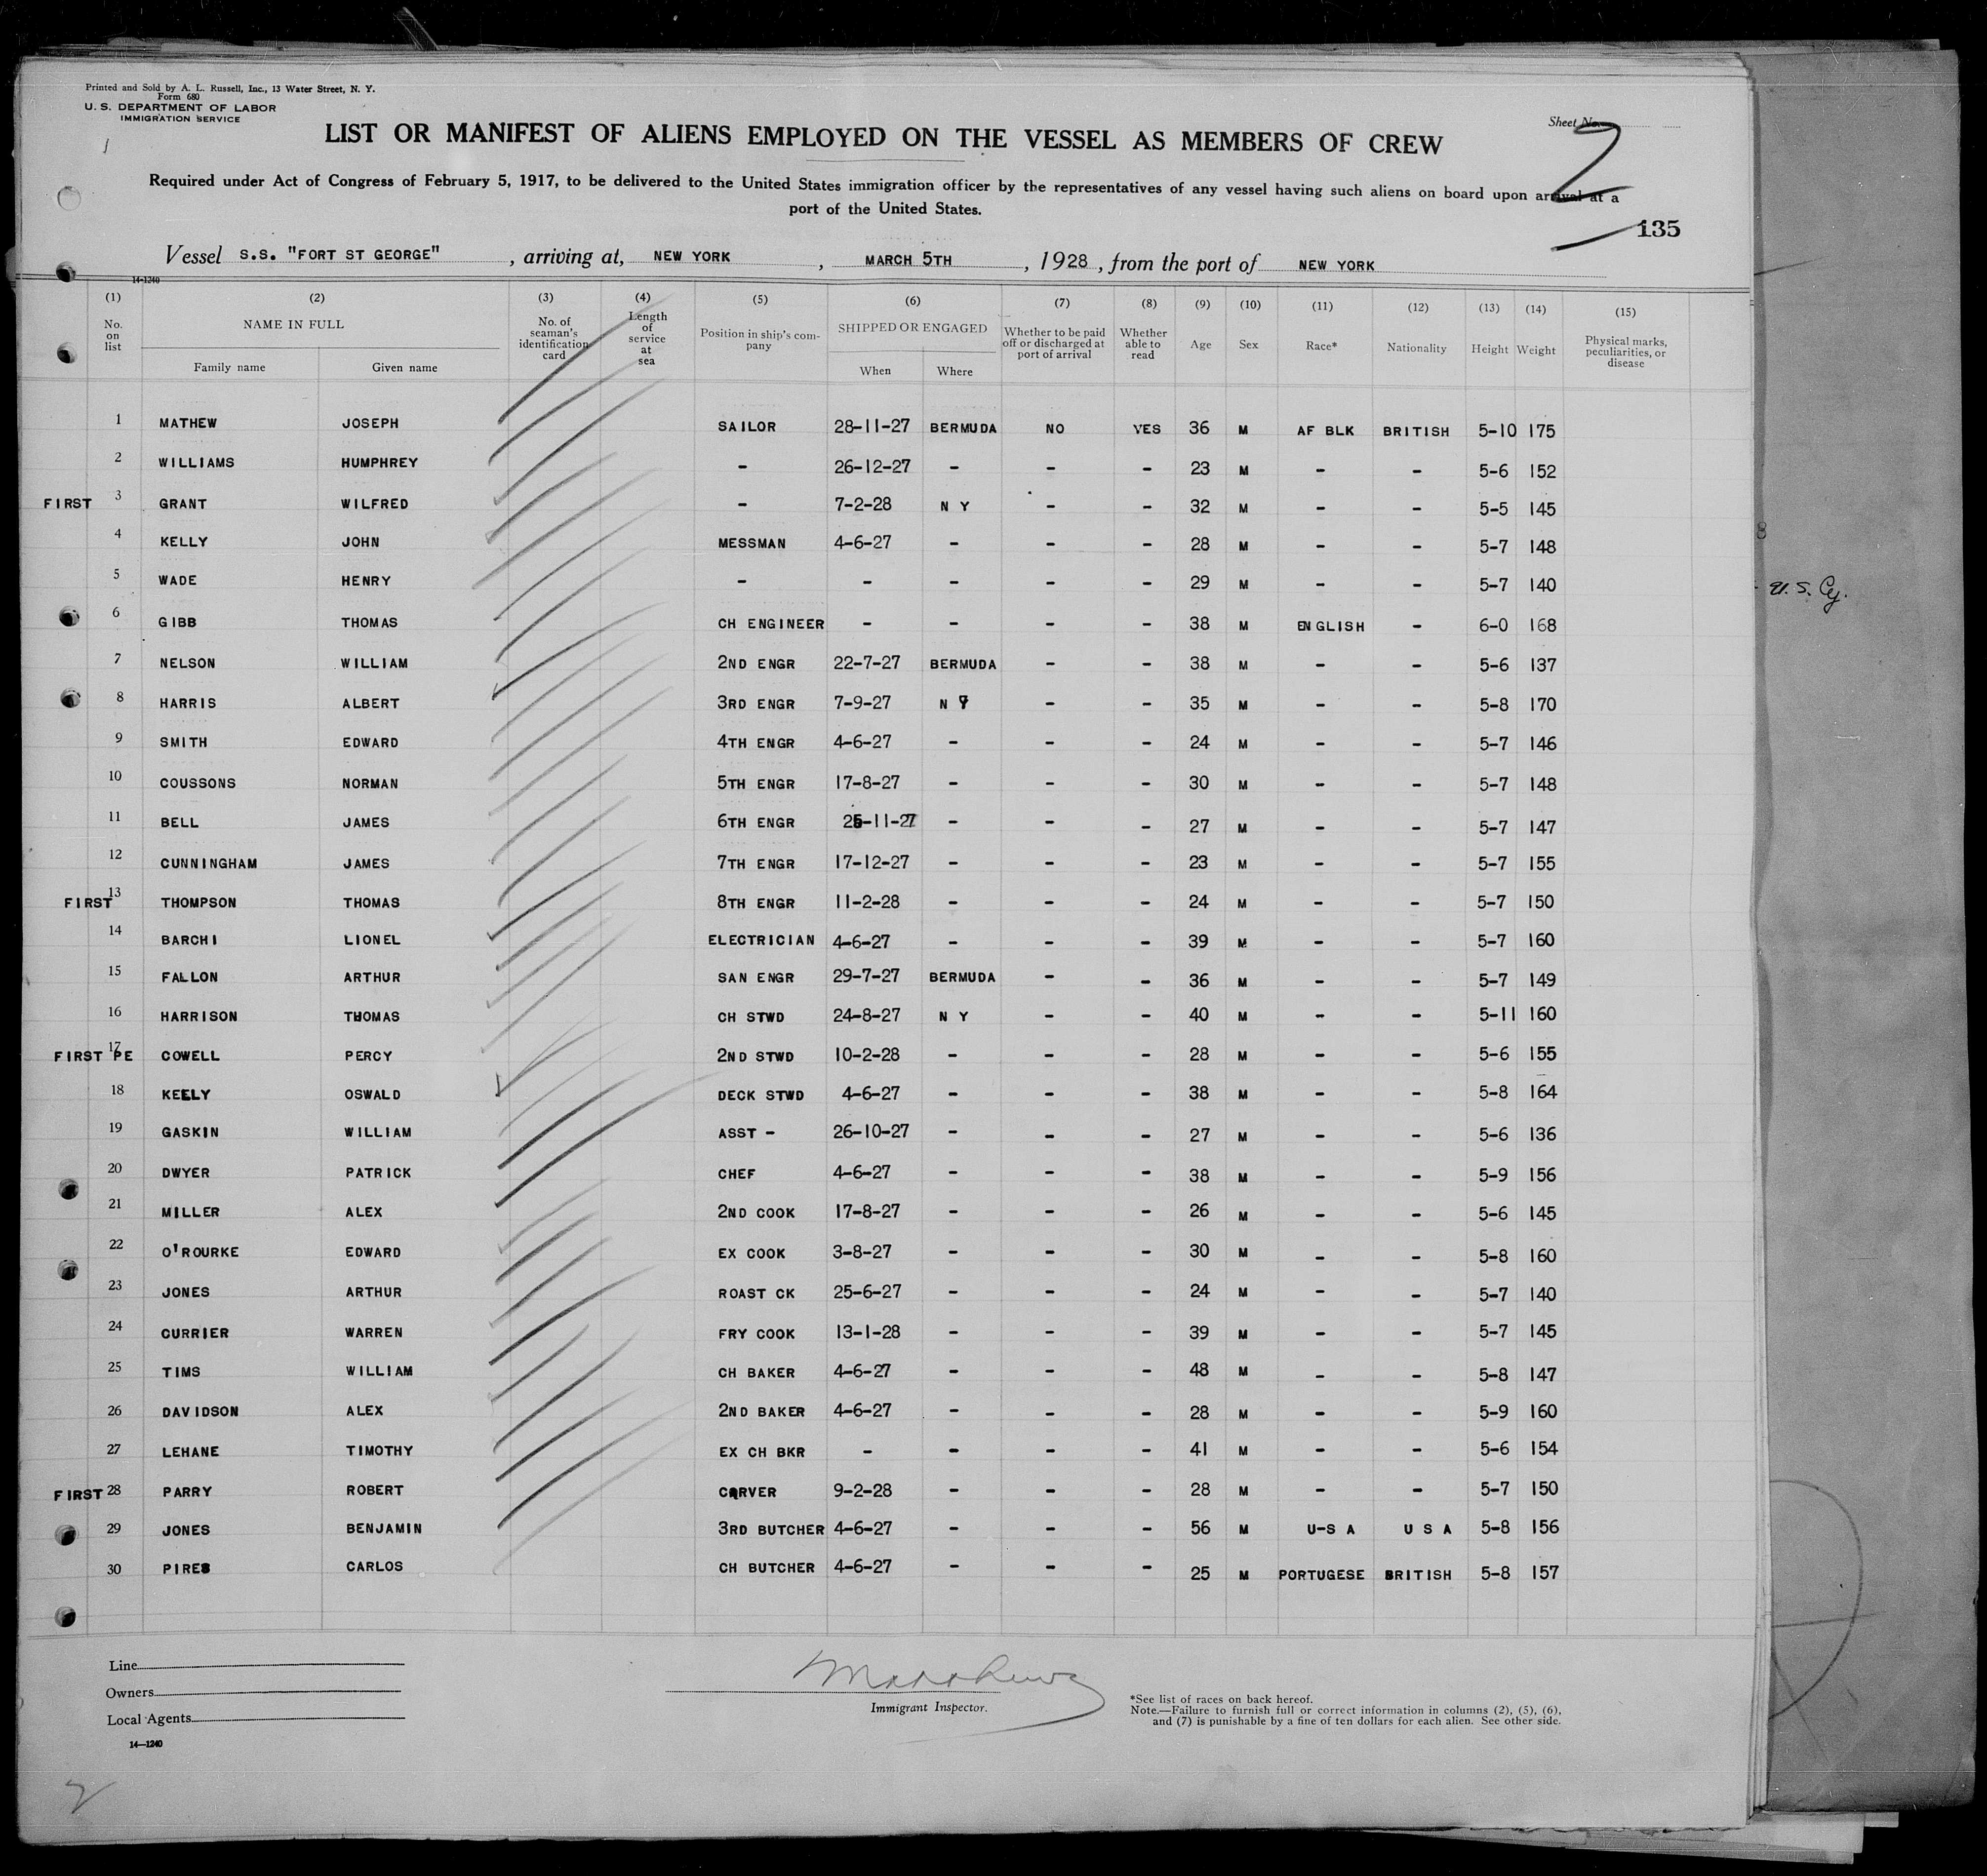 Printed and Sold by A. L. Russell, Inc., 13 Water Street, N. Y.
Form 680
U. S. DEPARTMENT OF LABOR
IMMIGRATION SERVICE
Sheet No. 2
LIST OR MANIFEST OF ALIENS EMPLOYED ON THE VESSEL AS MEMBERS OF CREW
Required under Act of Congress of February 5, 1917, to be delivered to the United States immigration officer by the representatives of any vessel having such aliens on board upon arrival at a
port of the United States.
135
Vessel S.S. "FORT ST GEORGE", arriving at, NEW YORK, MARCH 5TH, 1928, from the port of NEW YORK
14-1240
(1) (2) (3) (4) (5) (6) (7) (8) (9) (10) (11) (12) (13) (14) (15)
No. on list NAME IN FULL Family name Given name No. of seaman's identification card Length of service at sea Position in ship's company SHIPPED OR ENGAGED When Where Whether to be paid off or discharged at port of arrival Whether able to read Age Sex Race* Nationality Height Weight Physical marks, peculiarities, or disease
1 MATHEW JOSEPH SAILOR 28-11-27 BERMUDA NO YES 36 M AF BLK BRITISH 5-10 175
2 WILLIAMS HUMPHREY - 26-12-27 - - - 23 M - - 5-6 152
FIRST 3 GRANT WILFRED - 7-2-28 N Y - - 32 M - - 5-5 145
4 KELLY JOHN MESSMAN 4-6-27 - - - 28 M - - 5-7 148
5 WADE HENRY - - - - - 29 M - - 5-7 140
U.S. Cy.
6 GIBB THOMAS CH ENGINEER - - - - 38 M ENGLISH - 6-0 168
7 NELSON WILLIAM 2ND ENGR 22-7-27 BERMUDA - - 38 M - - 5-6 137
8 HARRIS ALBERT 3RD ENGR 7-9-27 N Y - - 35 M - - 5-8 170
9 SMITH EDWARD 4TH ENGR 4-6-27 - - - 24 M - - 5-7 146
10 COUSSONS NORMAN 5TH ENGR 17-8-27 - - - 30 M - - 5-7 148
11 BELL JAMES 6TH ENGR -11-27 - - - 27 M - - 5-7 147
12 CUNNINGHAM JAMES 7TH ENGR 17-12-27 - - - 23 M - - 5-7 155
FIRST 13 THOMPSON THOMAS 8TH ENGR 11-2-28 - - - 24 M - - 5-7 150
14 BARCHI LIONEL ELECTRICIAN 4-6-27 - - - 39 M - - 5-7 160
15 FALLON ARTHUR SAN ENGR 29-7-27 BERMUDA - - 36 M - - 5-7 149
16 HARRISON THOMAS CH STWD 24-8-27 N Y - - 40 M - - 5-11 160
FIRST PE 17 COWELL PERCY 2ND STWD 10-2-28 - - - 28 M - - 5-6 155
18 KEELY OSWALD DECK STWD 4-6-27 - - - 38 M - - 5-8 164
19 GASKIN WILLIAM ASST - 26-10-27 - - - 27 M - - 5-6 136
20 DWYER PATRICK CHEF 4-6-27 - - - 38 M - - 5-9 156
21 MILLER ALEX 2ND COOK 17-8-27 - - - 26 M - - 5-6 145
22 O'ROURKE EDWARD EX COOK 3-8-27 - - - 30 M - - 5-8 160
23 JONES ARTHUR ROAST CK 25-6-27 - - - 24 M - - 5-7 140
24 CURRIER WARREN FRY COOK 13-1-28 - - - 39 M - - 5-7 145
25 TIMS WILLIAM CH BAKER 4-6-27 - - - 48 M - - 5-8 147
26 DAVIDSON ALEX 2ND BAKER 4-6-27 - - - 28 M - - 5-9 160
27 LEHANE TIMOTHY EX CH BKR - - - - 41 M - - 5-6 154
FIRST 28 PARRY ROBERT CARVER 9-2-28 - - - 28 M - - 5-7 150
29 JONES BENJAMIN 3RD BUTCHER 4-6-27 - - - 56 M U-S A U S A 5-8 156
30 PIRES CARLOS CH BUTCHER 4-6-27 - - - 25 M PORTUGESE BRITISH 5-8 157
Line
Owners
Local Agents
14-1240
Immigrant Inspector.
*See list of races on back hereof.
Note.—Failure to furnish full or correct information in columns (2), (5), (6),
and (7) is punishable by a fine of ten dollars for each alien. See other side.
2